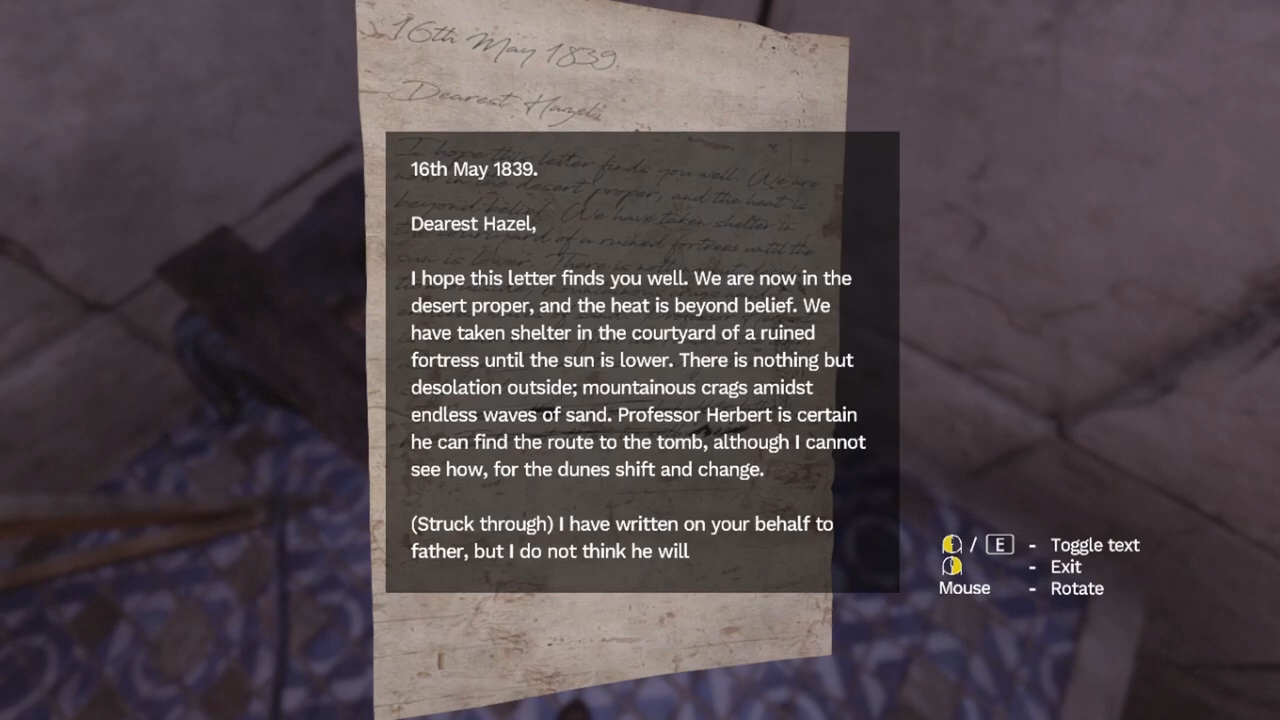 16th May 1839.
Dearest Hazel,
16th May 1839.
Dearest Hazel,
I hope this letter finds you well. We are now in the
desert proper, and the heat is beyond belief. We
have taken shelter in the courtyard of a ruined
fortress until the sun is lower. There is nothing but
desolation outside; mountainous crags amidst
endless waves of sand. Professor Herbert is certain
he can find the route to the tomb, although I cannot
see how, for the dunes shift and change.
(Struck through) I have written on your behalf to
father, but I do not think he will
/ E - Toggle text
- Exit
Mouse - Rotate